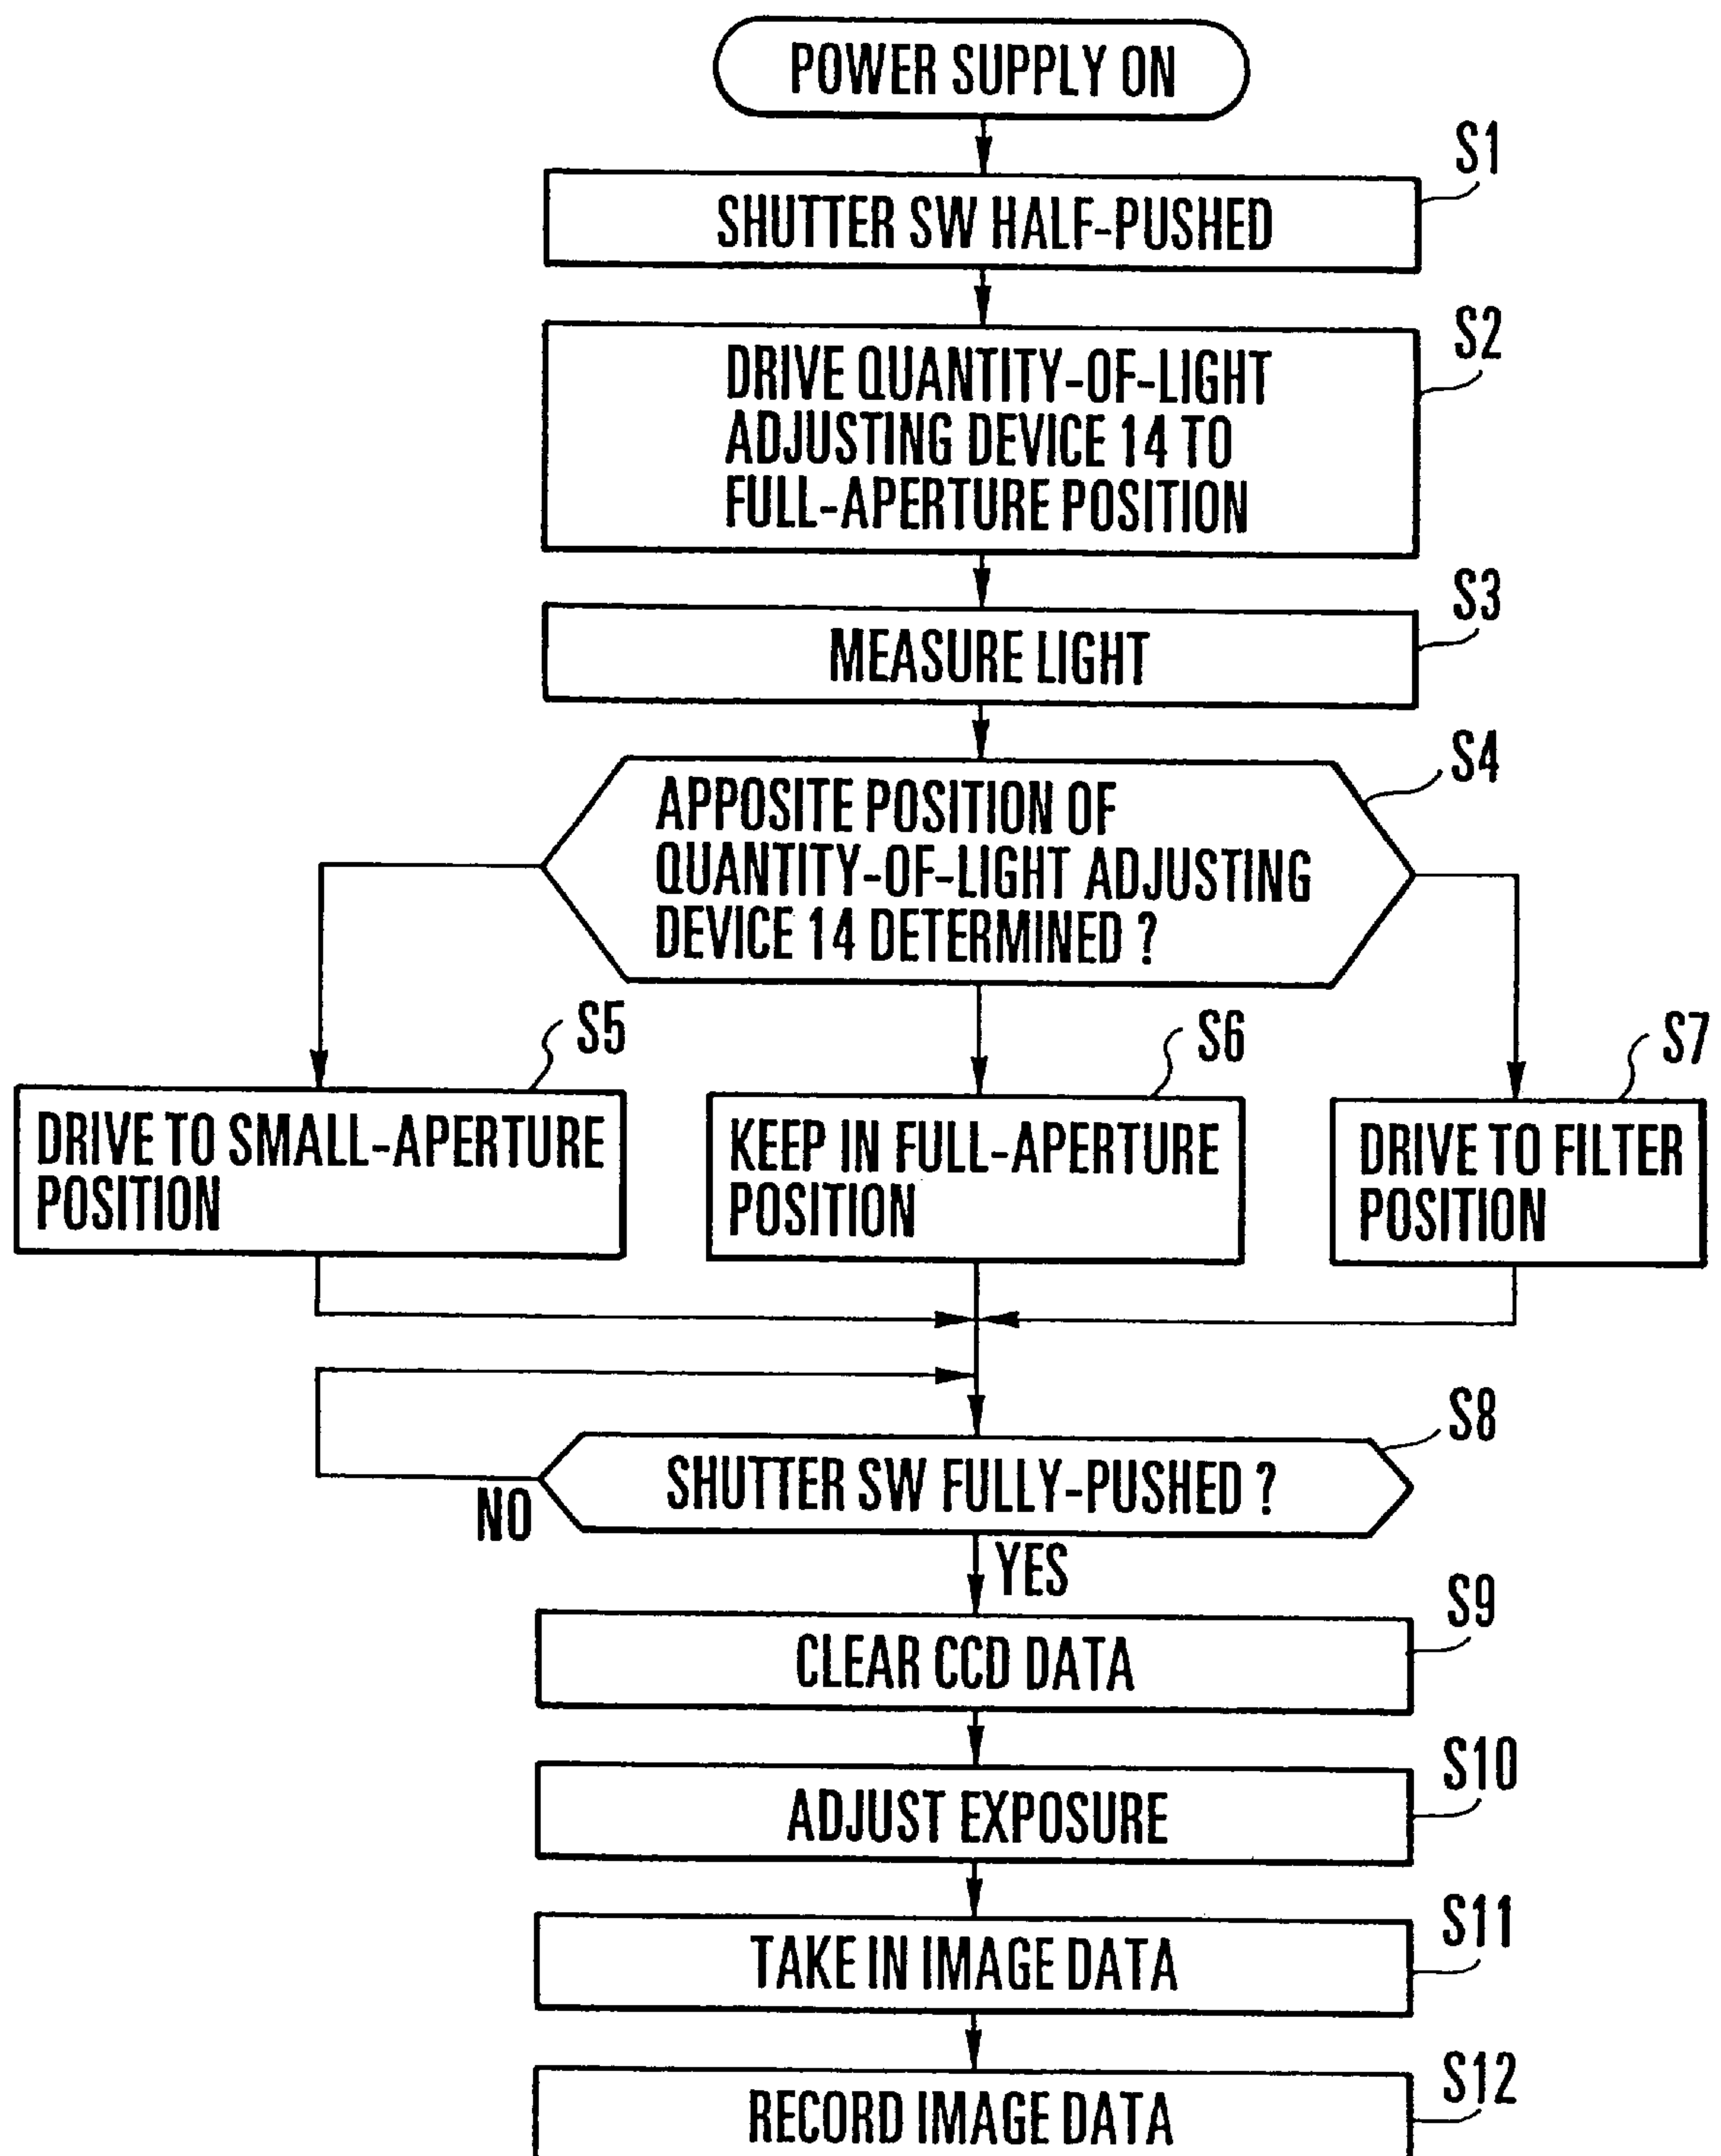 POWER SUPPLY ON
S1
SHUTTER SW HALF-PUSHED
S2
DRIVE QUANTITY-OF-LIGHT
ADJUSTING DEVICE 14 TO
FULL-APERTURE POSITION
S3
MEASURE LIGHT
S4
APPOSITE POSITION OF
QUANTITY-OF-LIGHT ADJUSTING
DEVICE 14 DETERMINED ?
S5
DRIVE TO SMALL-APERTURE
POSITION
S6
KEEP IN FULL-APERTURE
POSITION
S7
DRIVE TO FILTER
POSITION
S8
SHUTTER SW FULLY-PUSHED ?
NO
YES
S9
CLEAR CCD DATA
S10
ADJUST EXPOSURE
S11
TAKE IN IMAGE DATA
S12
RECORD IMAGE DATA